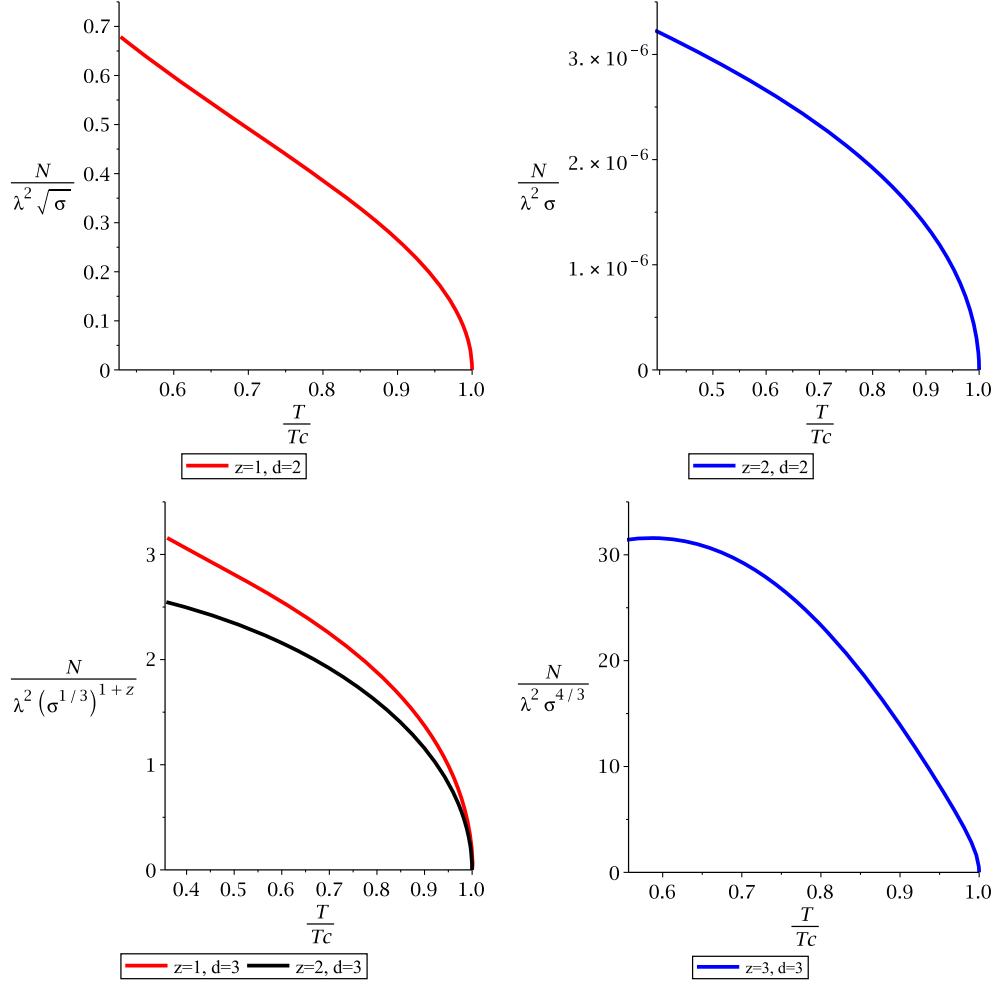 0.7
0.6
0.5
0.4
0.3
0.2
0.1
0
N
λ² √σ
0.6 0.7 0.8 0.9 1.0
T
Tc
z=1, d=2
3. × 10⁻⁶
2. × 10⁻⁶
1. × 10⁻⁶
0
N
λ² σ
0.5 0.6 0.7 0.8 0.9 1.0
T
Tc
z=2, d=2
3
2
1
0
N
λ² (σ^1/3)^1+z
0.4 0.5 0.6 0.7 0.8 0.9 1.0
T
Tc
z=1, d=3 z=2, d=3
30
20
10
0
N
λ² σ^4/3
0.6 0.7 0.8 0.9 1.0
T
Tc
z=3, d=3